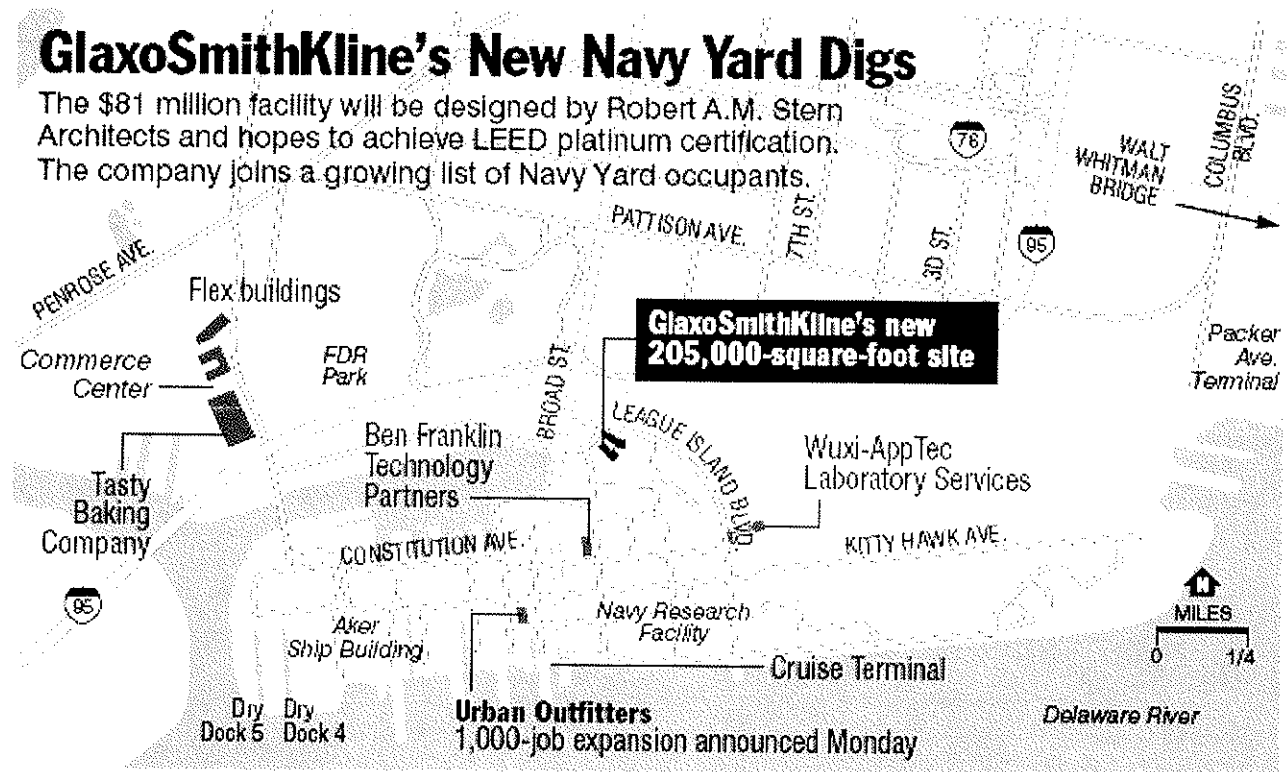 GlaxoSmithKline's New Navy Yard Digs
The $81 million facility will be designed by Robert A.M. Stern
Architects and hopes to achieve LEED platinum certification.
The company joins a growing list of Navy Yard occupants.
76
WALT
WHITMAN
BRIDGE
COLUMBUS
BLVD.
PATTISON AVE.
7TH ST.
3D ST.
95
PENROSE AVE.
Flex buildings
Commerce
Center
FDR
Park
BROAD ST.
GlaxoSmithKline's new
205,000-square-foot site
Packer
Ave.
Terminal
LEAGUE ISLAND BLVD.
Ben Franklin
Technology
Partners
Wuxi-AppTec
Laboratory Services
Tasty
Baking
Company
CONSTITUTION AVE.
KITTY HAWK AVE.
95
Aker
Ship Building
Navy Research
Facility
N
MILES
0 1/4
Cruise Terminal
Dry
Dock 5
Dry
Dock 4
Urban Outfitters
1,000-job expansion announced Monday
Delaware River